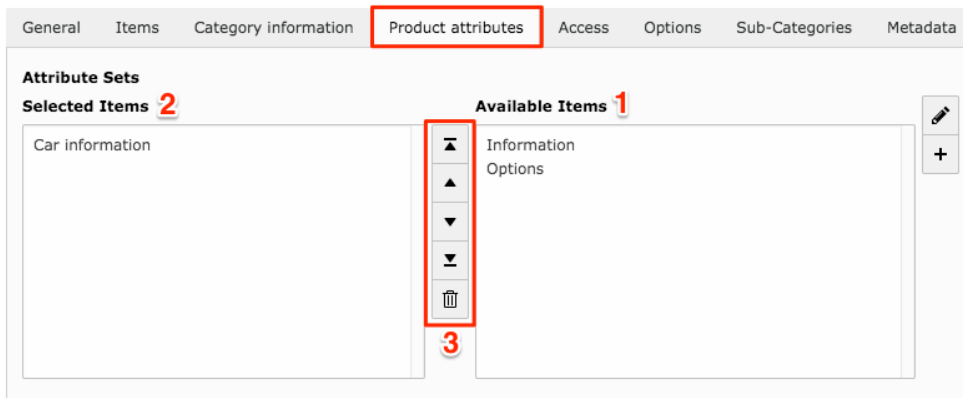 General Items Category information Product attributes Access Options Sub-Categories Metadata
Attribute Sets
Selected Items 2 Available Items 1
Car information Information
Options
3